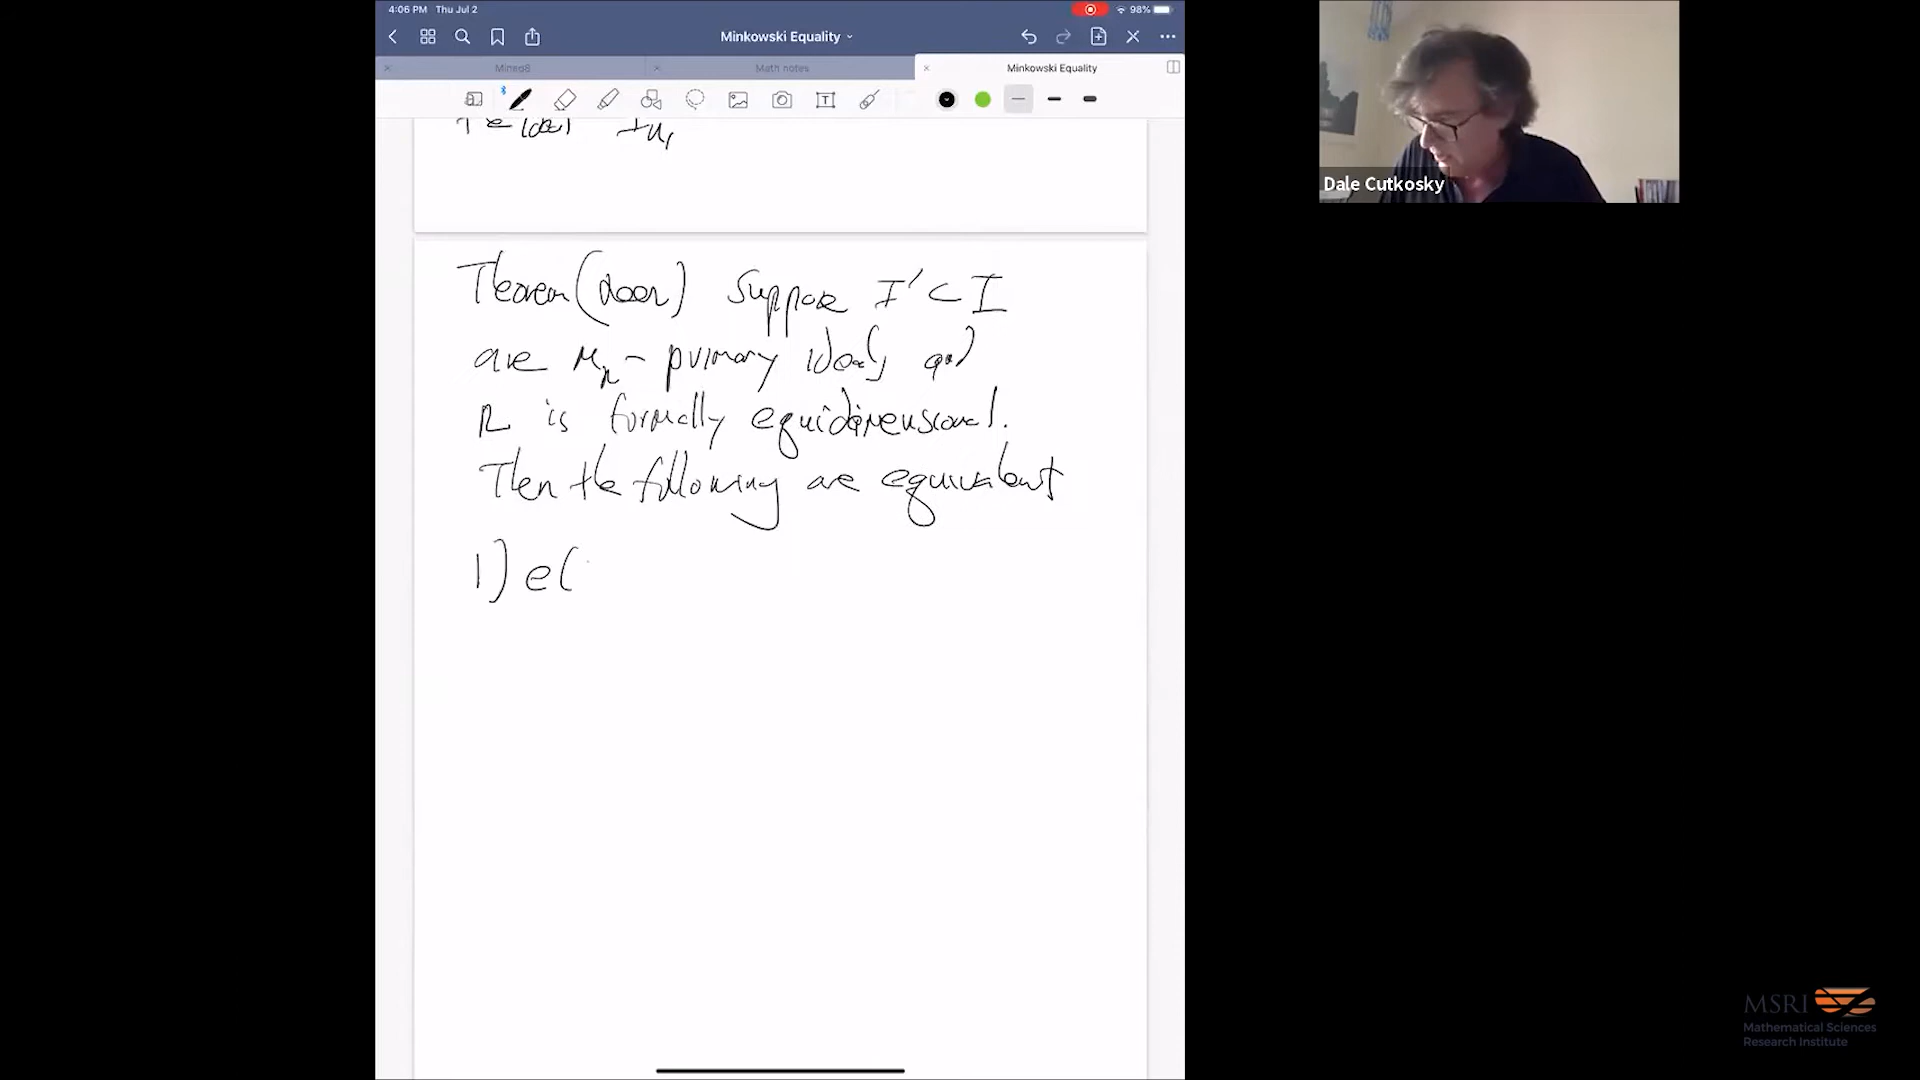 4:06 PM Thu Jul 2
98%
Minkowski Equality
Mined8
Math notes
Minkowski Equality
Dale Cutkosky
Theorem (Rees) Suppose I' ⊂ I
are m_R - primary ideals and
R is formally equidimensional.
Then the following are equivalent
1) e(
MSRI
Mathematical Sciences
Research Institute